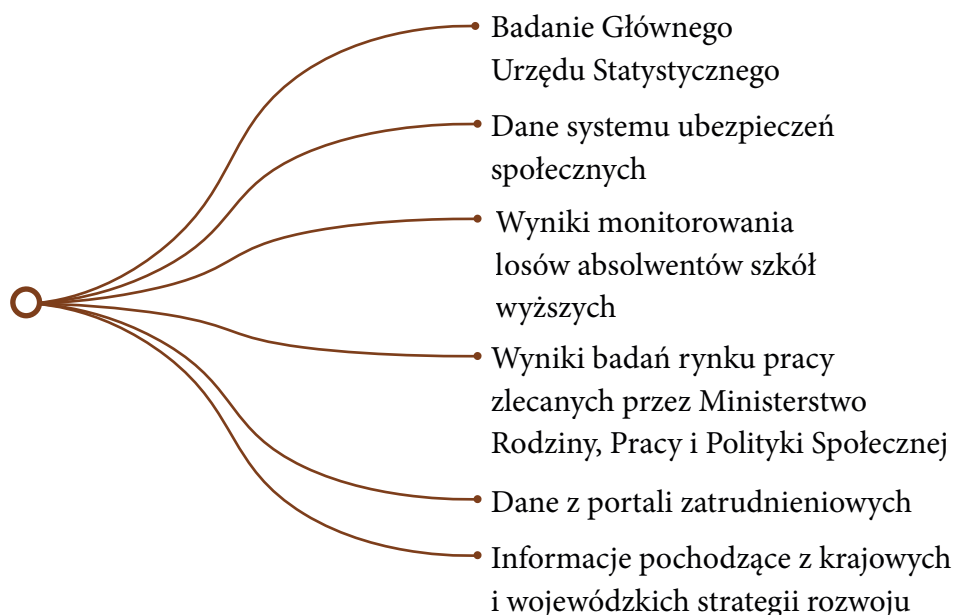 Badanie Głównego
Urzędu Statystycznego
Dane systemu ubezpieczeń
społecznych
Wyniki monitorowania
losów absolwentów szkół
wyższych
Wyniki badań rynku pracy
zlecanych przez Ministerstwo
Rodziny, Pracy i Polityki Społecznej
Dane z portali zatrudnieniowych
Informacje pochodzące z krajowych
i wojewódzkich strategii rozwoju